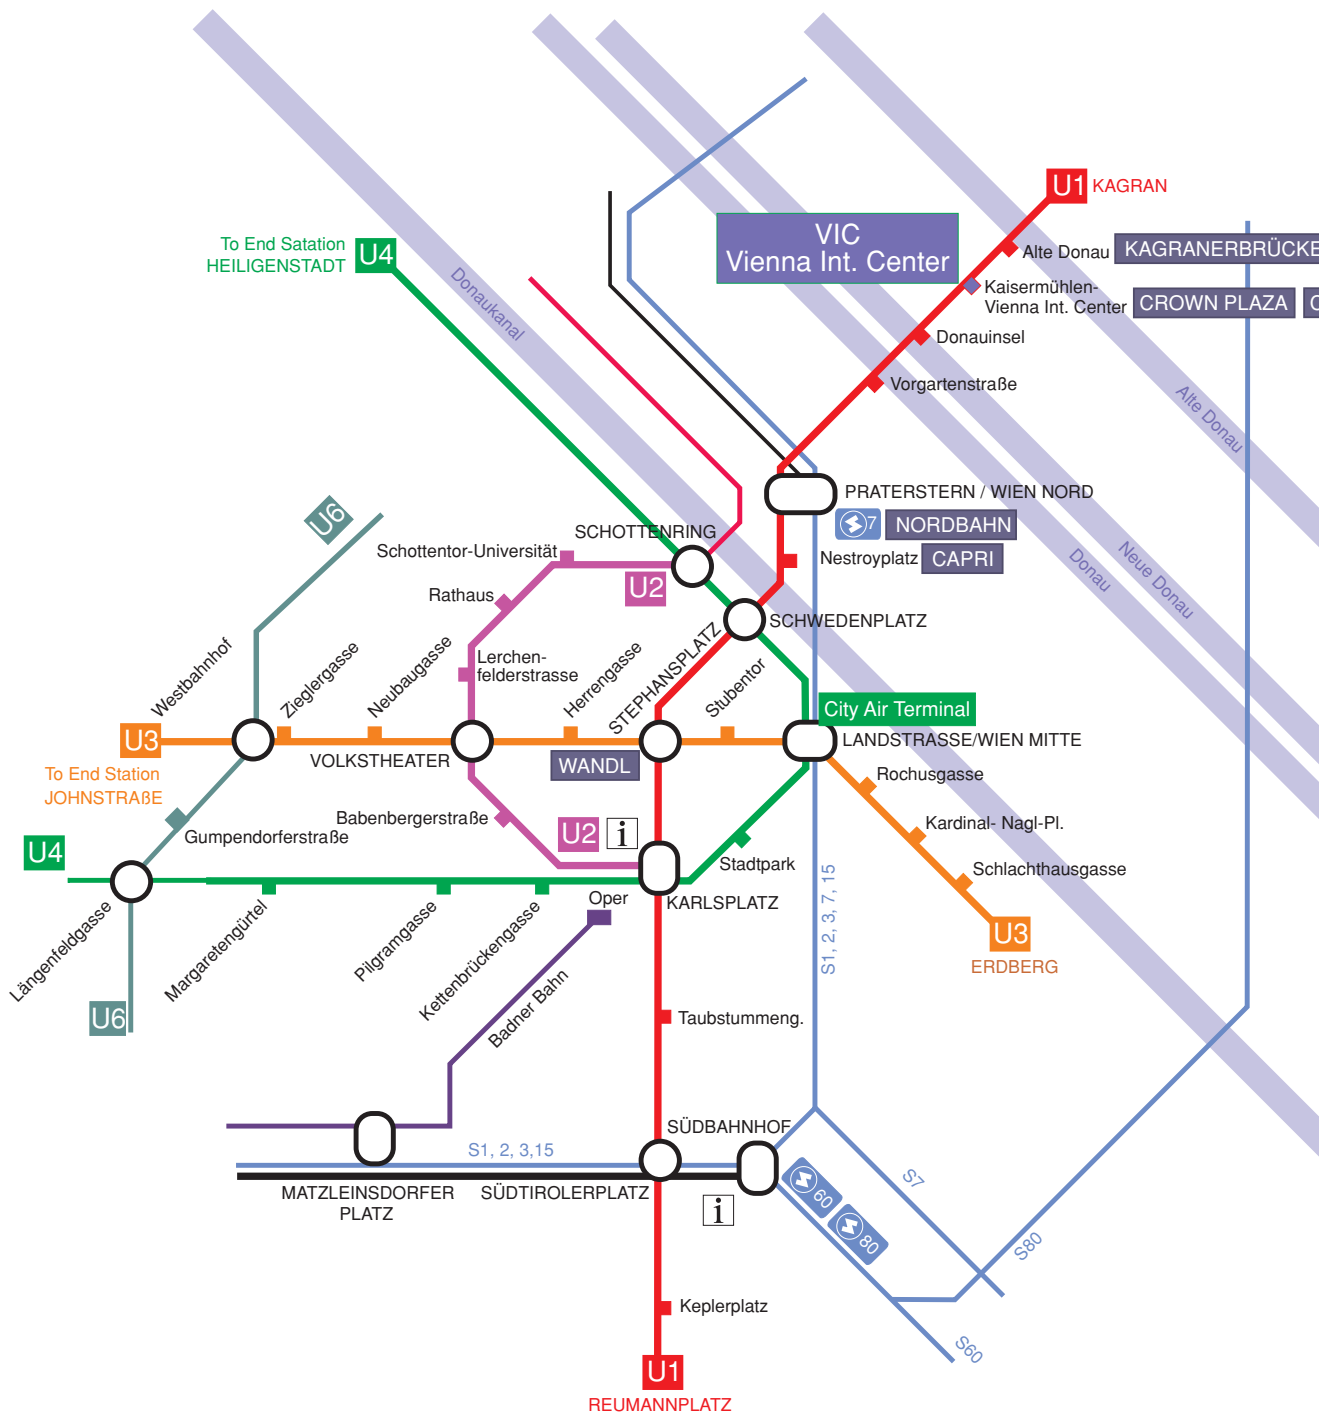 U1 KAGRAN
VIC
Vienna Int. Center
To End Satation
HEILIGENSTADT
U4
Alte Donau
KAGRANERBRÜCKE
Kaisermühlen-
Vienna Int. Center
CROWN PLAZA
C
Donaukanal
Donauinsel
Vorgartenstraße
Alte Donau
PRATERSTERN / WIEN NORD
7
NORDBAHN
U6
SCHOTTENRING
Schottentor-Universität
Nestroyplatz
CAPRI
Neue Donau
Donau
U2
Rathaus
SCHWEDENPLATZ
Westbahnhof
Zieglergasse
Neubaugasse
Lerchen-
felderstrasse
Herrengasse
STEPHANSPLATZ
Stubentor
City Air Terminal
U3
VOLKSTHEATER
WANDL
LANDSTRASSE/WIEN MITTE
To End Station
JOHNSTRAßE
Rochusgasse
Babenbergerstraße
Gumpendorferstraße
U2
i
Kardinal- Nagl-Pl.
U4
Stadtpark
Schlachthausgasse
Oper
KARLSPLATZ
Längenfeldgasse
Margaretengürtel
Pilgramgasse
Kettenbrückengasse
S1, 2, 3, 7, 15
U3
ERDBERG
Badner Bahn
U6
Taubstummeng.
SÜDBAHNHOF
S1, 2, 3,15
MATZLEINSDORFER
PLATZ
SÜDTIROLERPLATZ
i
60
80
S7
S80
Keplerplatz
S60
U1
REUMANNPLATZ